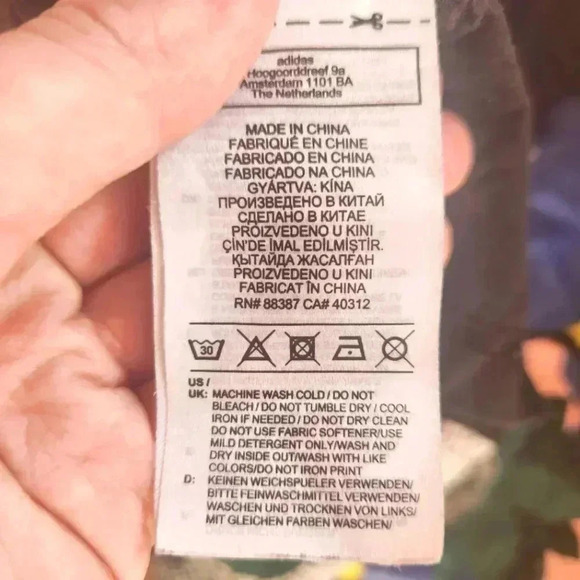 adidas
Hoogoorddreef 9a
Amsterdam 1101 BA
The Netherlands
MADE IN CHINA
FABRIQUÉ EN CHINE
FABRICADO EN CHINA
FABRICADO NA CHINA
GYÁRTVA: KÍNA
ПРОИЗВЕДЕНО В КИТАЙ
СДЕЛАНО В КИТАЕ
PROIZVEDENO U KINI
ÇİN'DE İMAL EDİLMİŞTİR.
ҚЫТАЙДА ЖАСАЛҒАН
PROIZVEDENO U KINI
FABRICAT ÎN CHINA
RN# 88387 CA# 40312
30
US /
UK: MACHINE WASH COLD / DO NOT
BLEACH / DO NOT TUMBLE DRY / COOL
IRON IF NEEDED / DO NOT DRY CLEAN
DO NOT USE FABRIC SOFTENER/USE
MILD DETERGENT ONLY/WASH AND
DRY INSIDE OUT/WASH WITH LIKE
COLORS/DO NOT IRON PRINT
D: KEINEN WEICHSPUELER VERWENDEN/
BITTE FEINWASCHMITTEL VERWENDEN/
WASCHEN UND TROCKNEN VON LINKS/
MIT GLEICHEN FARBEN WASCHEN/